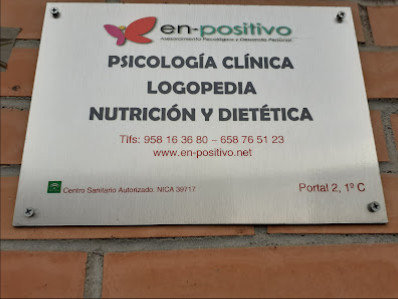 en-positivo
Asesoramiento Psicológico y Desarrollo Personal
PSICOLOGÍA CLÍNICA
LOGOPEDIA
NUTRICIÓN Y DIETÉTICA
Tlfs: 958 16 36 80 – 658 76 51 23
www.en-positivo.net
Centro Sanitario Autorizado. NICA 39717
Portal 2, 1º C